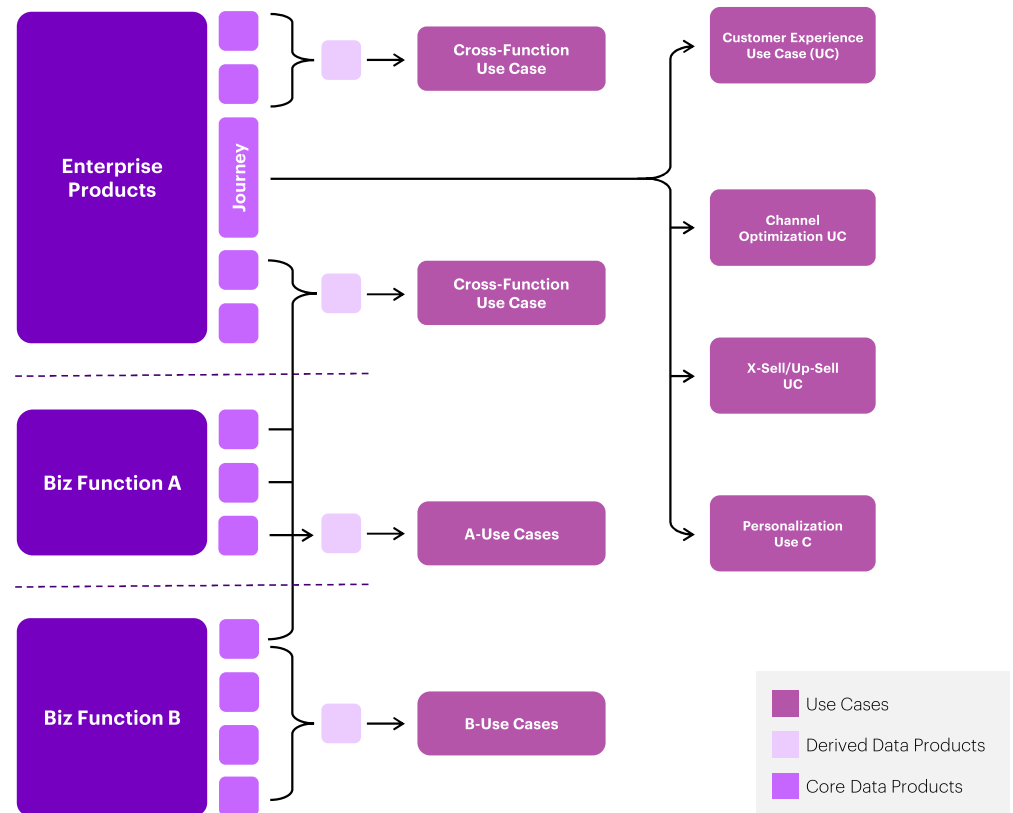 Enterprise
Products
Journey
Cross-Function
Use Case
Customer Experience
Use Case (UC)
Channel
Optimization UC
Cross-Function
Use Case
X-Sell/Up-Sell
UC
Biz Function A
A-Use Cases
Personalization
Use C
Biz Function B
B-Use Cases
Use Cases
Derived Data Products
Core Data Products